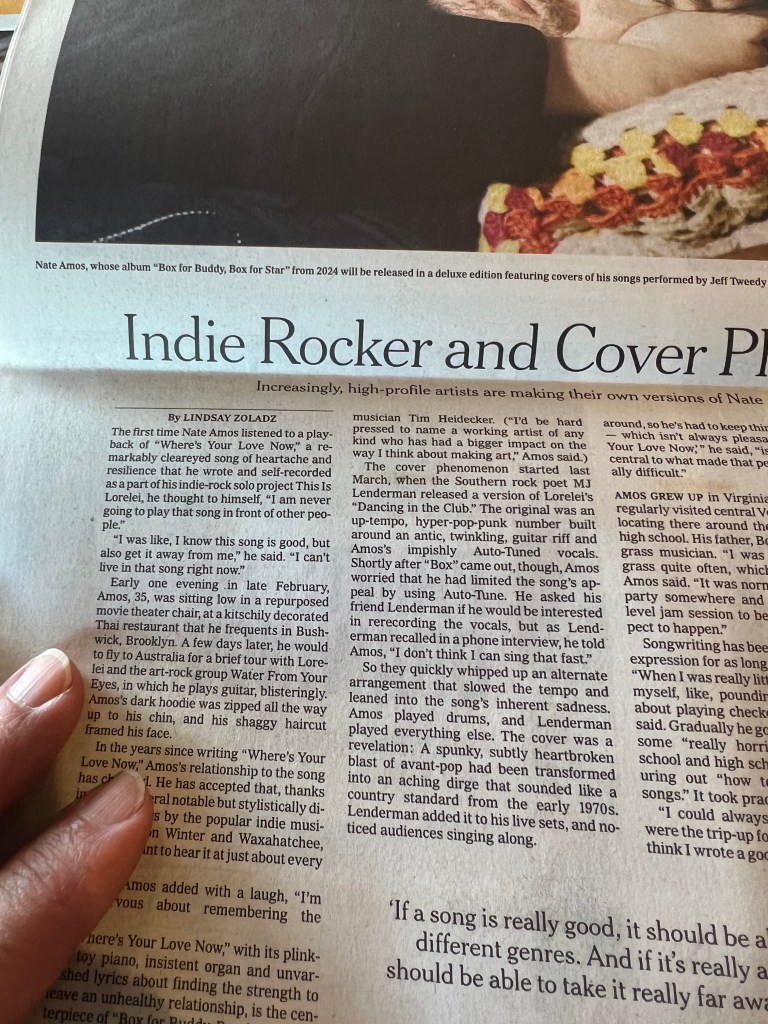 Nate Amos, whose album “Box for Buddy, Box for Star” from 2024 will be released in a deluxe edition featuring covers of his songs performed by Jeff Tweedy
Indie Rocker and Cover
Increasingly, high-profile artists are making their own versions of Nate
By LINDSAY ZOLADZ
The first time Nate Amos listened to a play-
back of “Where’s Your Love Now,” a re-
markably cleareyed song of heartache and
resilience that he wrote and self-recorded
as a part of his indie-rock solo project This Is
Lorelei, he thought to himself, “I am never
going to play that song in front of other peo-
ple.”
“I was like, I know this song is good, but
also get it away from me,” he said. “I can’t
live in that song right now.”
Early one evening in late February,
Amos, 35, was sitting low in a repurposed
movie theater chair, at a kitschily decorated
Thai restaurant that he frequents in Bush-
wick, Brooklyn. A few days later, he would
to fly to Australia for a brief tour with Lore-
lei and the art-rock group Water From Your
Eyes, in which he plays guitar, blisteringly.
Amos’s dark hoodie was zipped all the way
up to his chin, and his shaggy haircut
framed his face.
In the years since writing “Where’s Your
Love Now,” Amos’s relationship to the song
has. He has accepted that, thanks
notable but stylistically di-
by the popular indie musi-
Winter and Waxahatchee,
to hear it at just about every
Amos added with a laugh, “I’m
about remembering the
Your Love Now,” with its plink-
toy piano, insistent organ and unvar-
lyrics about finding the strength to
leave an unhealthy relationship, is the cen-
terpiece of “Box for Buddy,
musician Tim Heidecker. (“I’d be hard
pressed to name a working artist of any
kind who has had a bigger impact on the
way I think about making art,” Amos said.)
The cover phenomenon started last
March, when the Southern rock poet MJ
Lenderman released a version of Lorelei’s
“Dancing in the Club.” The original was an
up-tempo, hyper-pop-punk number built
around an antic, twinkling, guitar riff and
Amos’s impishly Auto-Tuned vocals.
Shortly after “Box” came out, though, Amos
worried that he had limited the song’s ap-
peal by using Auto-Tune. He asked his
friend Lenderman if he would be interested
in rerecording the vocals, but as Lend-
erman recalled in a phone interview, he told
Amos, “I don’t think I can sing that fast.”
So they quickly whipped up an alternate
arrangement that slowed the tempo and
leaned into the song’s inherent sadness.
Amos played drums, and Lenderman
played everything else. The cover was a
revelation: A spunky, subtly heartbroken
blast of avant-pop had been transformed
into an aching dirge that sounded like a
country standard from the early 1970s.
Lenderman added it to his live sets, and no-
ticed audiences singing along.
‘If a song is really good, it should be
different genres. And if it’s really
should be able to take it really far
around, so he’s had to keep
— which isn’t always
Your Love Now,’” he said,
central to what made that
ally difficult.”
AMOS GREW UP in Virginia
regularly visited central
locating there around the
high school. His father,
grass musician. “I was
grass quite often, which
Amos said. “It was
party somewhere and
level jam session to be
pect to happen.”
Songwriting has been
expression for as long
“When I was really
myself, like,
about playing
said. Gradually he
some “really
school and high
uring out “how to
songs.” It took
“I could always
were the trip-up
think I wrote a